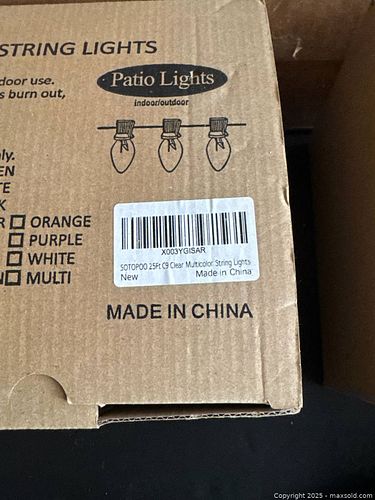 STRING LIGHTS
door use.
s burn out,
Patio Lights
indoor/outdoor
nly.
EN
TE
K
R ORANGE
PURPLE
WHITE
N MULTI
X003YGISAR
SOTOPOO 25Ft C9 Clear Multicolor String Lights
New Made in China
MADE IN CHINA
Copyright © 2025 - maxsold.com